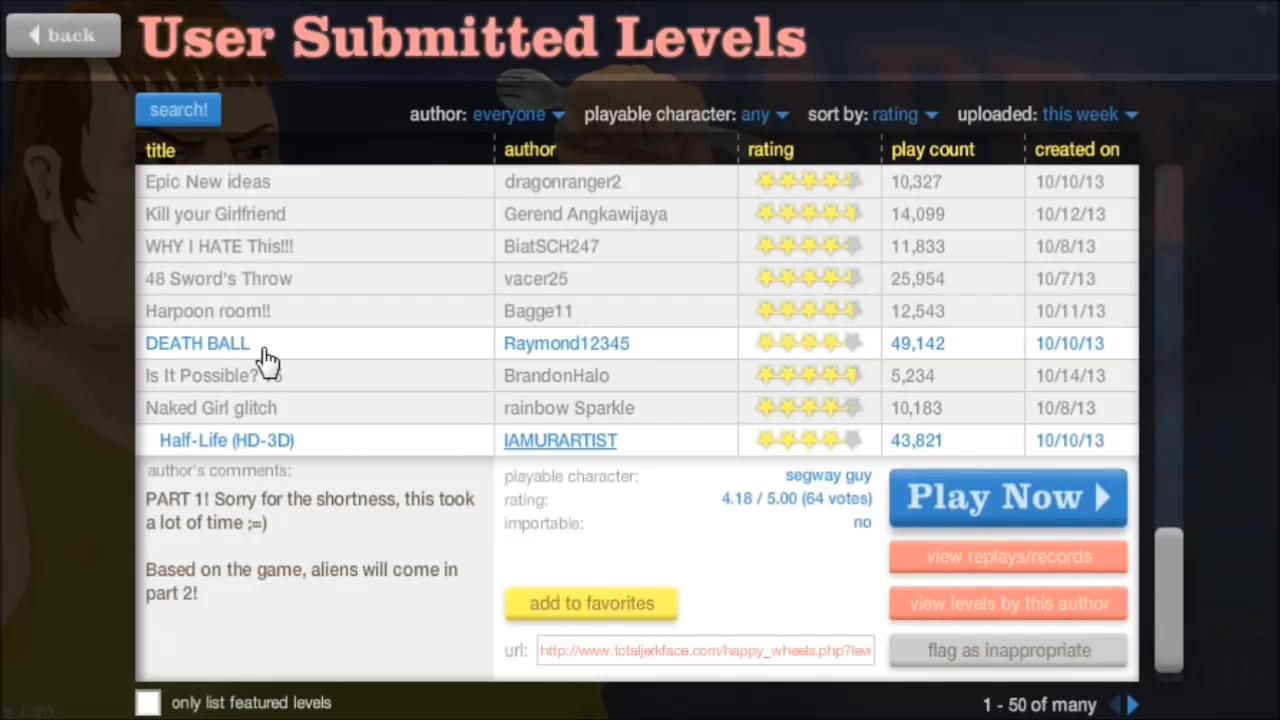 back
User Submitted Levels
search!
author: everyone playable character: any sort by: rating uploaded: this week
title author rating play count created on
Epic New ideas dragonranger2 10,327 10/10/13
Kill your Girlfriend Gerend Angkawijaya 14,099 10/12/13
WHY I HATE This!!! BiatSCH247 11,833 10/8/13
48 Sword's Throw vacer25 25,954 10/7/13
Harpoon room!! Bagge11 12,543 10/11/13
DEATH BALL Raymond12345 49,142 10/10/13
Is It Possible? BrandonHalo 5,234 10/14/13
Naked Girl glitch rainbow Sparkle 10,183 10/8/13
Half-Life (HD-3D) IAMURARTIST 43,821 10/10/13
author's comments:
PART 1! Sorry for the shortness, this took
a lot of time ;=)
Based on the game, aliens will come in
part 2!
playable character: segway guy
rating: 4.18 / 5.00 (64 votes)
importable: no
add to favorites
url: http://www.totaljerkface.com/happy_wheels.php?lev
Play Now
view replays/records
view levels by this author
flag as inappropriate
only list featured levels
1 - 50 of many